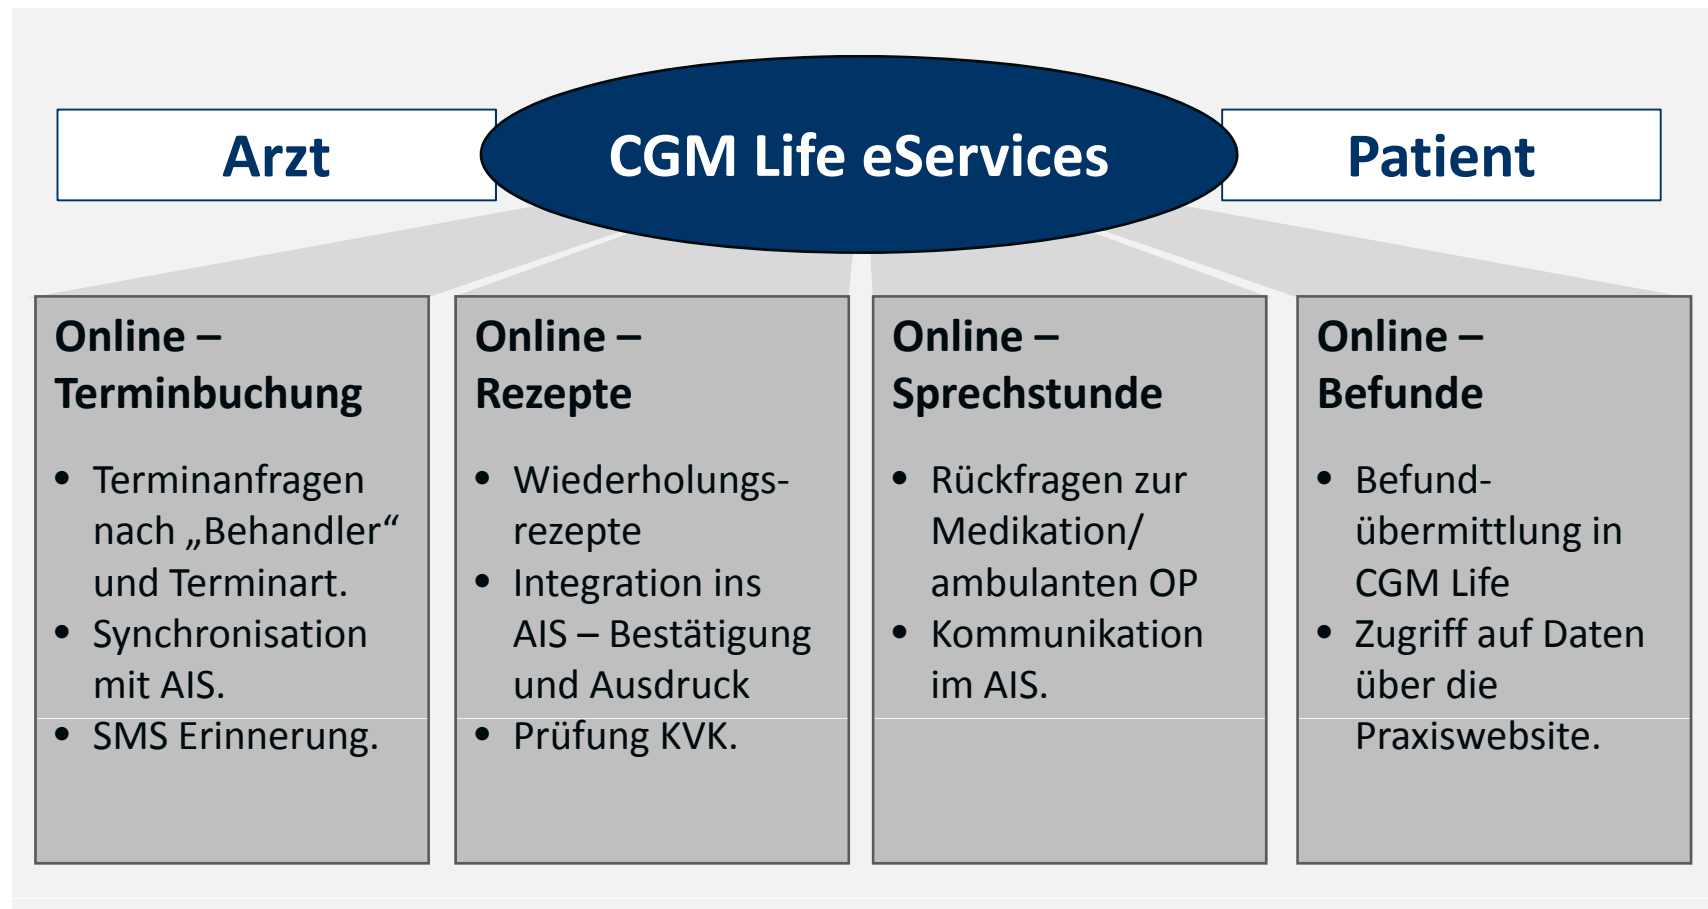 Arzt
CGM Life eServices
Patient
Online –
Terminbuchung
• Terminanfragen
nach „Behandler“
und Terminart.
• Synchronisation
mit AIS.
• SMS Erinnerung.
Online –
Rezepte
• Wiederholungs-
rezepte
• Integration ins
AIS – Bestätigung
und Ausdruck
• Prüfung KVK.
Online –
Sprechstunde
• Rückfragen zur
Medikation/
ambulanten OP
• Kommunikation
im AIS.
Online –
Befunde
• Befund-
übermittlung in
CGM Life
• Zugriff auf Daten
über die
Praxiswebsite.